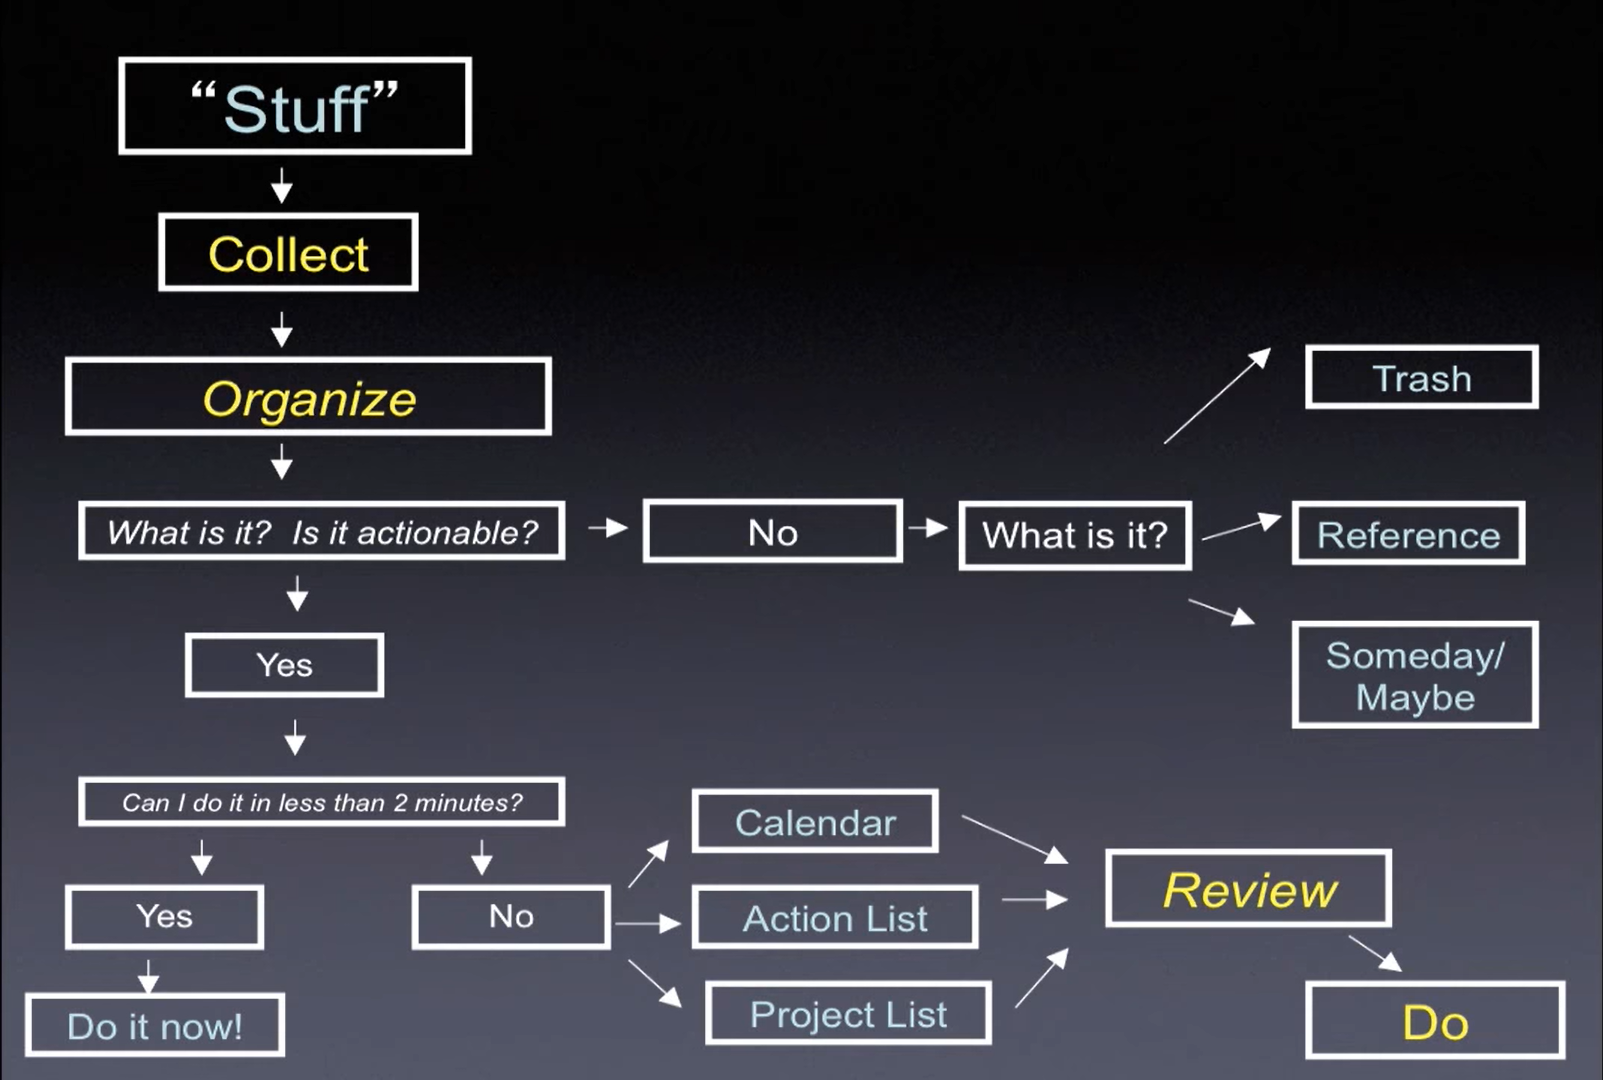 “Stuff”
Collect
Organize
What is it?  Is it actionable?
No
What is it?
Trash
Reference
Someday/
Maybe
Yes
Can I do it in less than 2 minutes?
Yes
No
Do it now!
Calendar
Action List
Project List
Review
Do